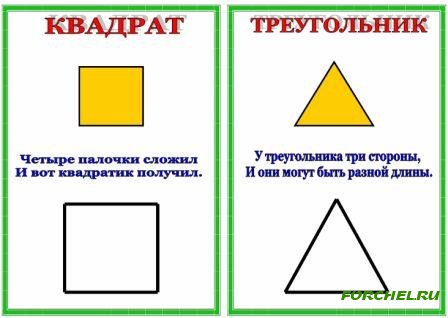 КВАДРАТ
Четыре палочки сложил
И вот квадратик получил.
ТРЕУГОЛЬНИК
У треугольника три стороны,
И они могут быть разной длины.
FORCHEL.RU